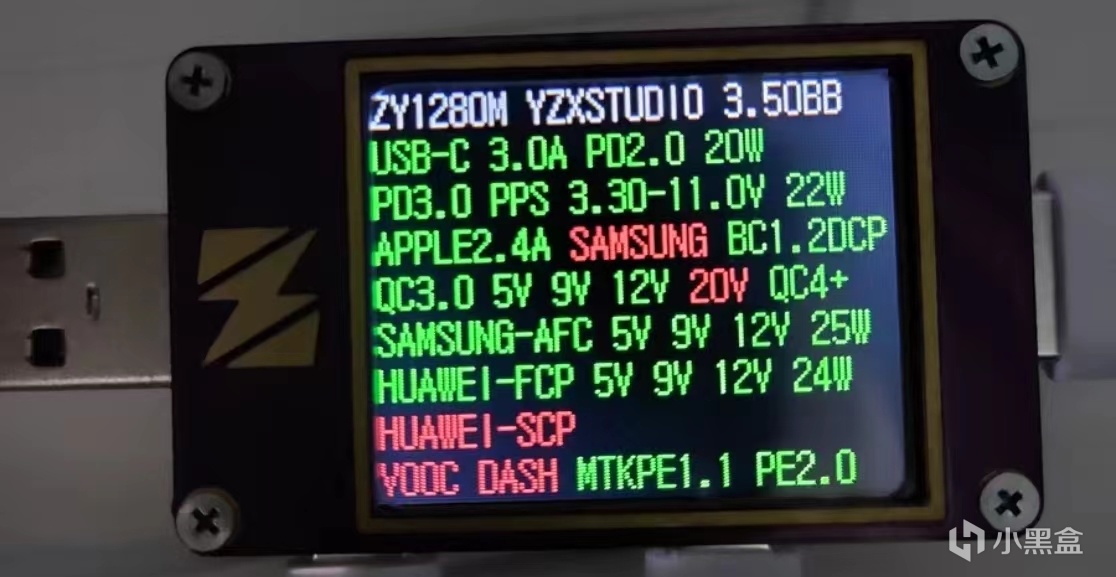 ZY1280M YZXSTUDIO 3.50BB
USB-C 3.0A PD2.0 20W
PD3.0 PPS 3.30-11.0V 22W
APPLE2.4A SAMSUNG BC1.2DCP
QC3.0 5V 9V 12V 20V QC4+
SAMSUNG-AFC 5V 9V 12V 25W
HUAWEI-FCP 5V 9V 12V 24W
HUAWEI-SCP
VOOC DASH MTKPE1.1 PE2.0
小黑盒